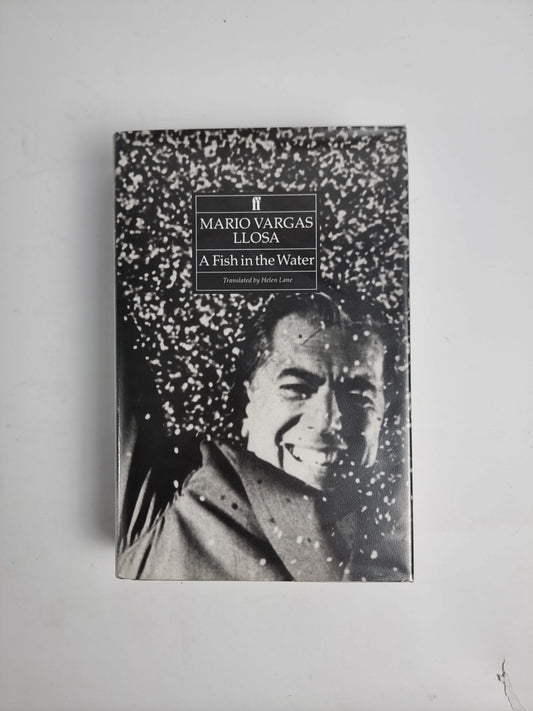 ff
MARIO VARGAS
LLOSA
A Fish in the Water
Translated by Helen Lane